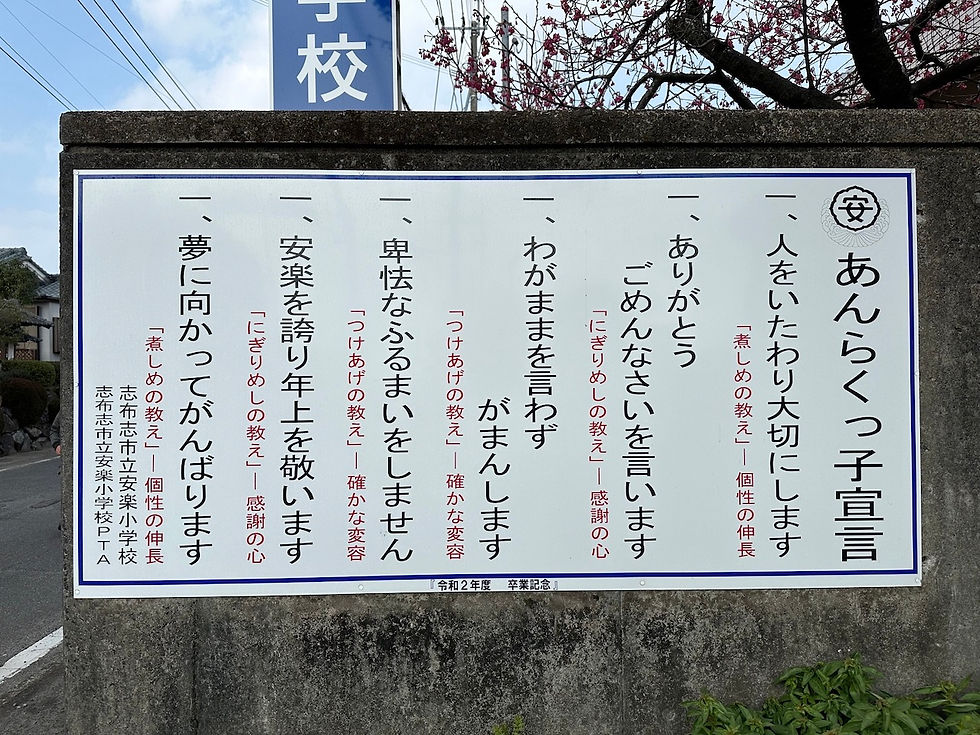 学校
安
あんらくっ子宣言
一、人をいたわり大切にします
「煮しめの教え」―個性の伸長
一、ありがとう
ごめんなさいを言います
「にぎりめしの教え」―感謝の心
一、わがままを言わず
がまんします
「つけあげの教え」―確かな変容
一、卑怯なふるまいをしません
「つけあげの教え」―確かな変容
一、安楽を誇り年上を敬います
「にぎりめしの教え」―感謝の心
一、夢に向かってがんばります
「煮しめの教え」―個性の伸長
志布志市立安楽小学校
志布志市立安楽小学校PTA
『令和2年度 卒業記念』